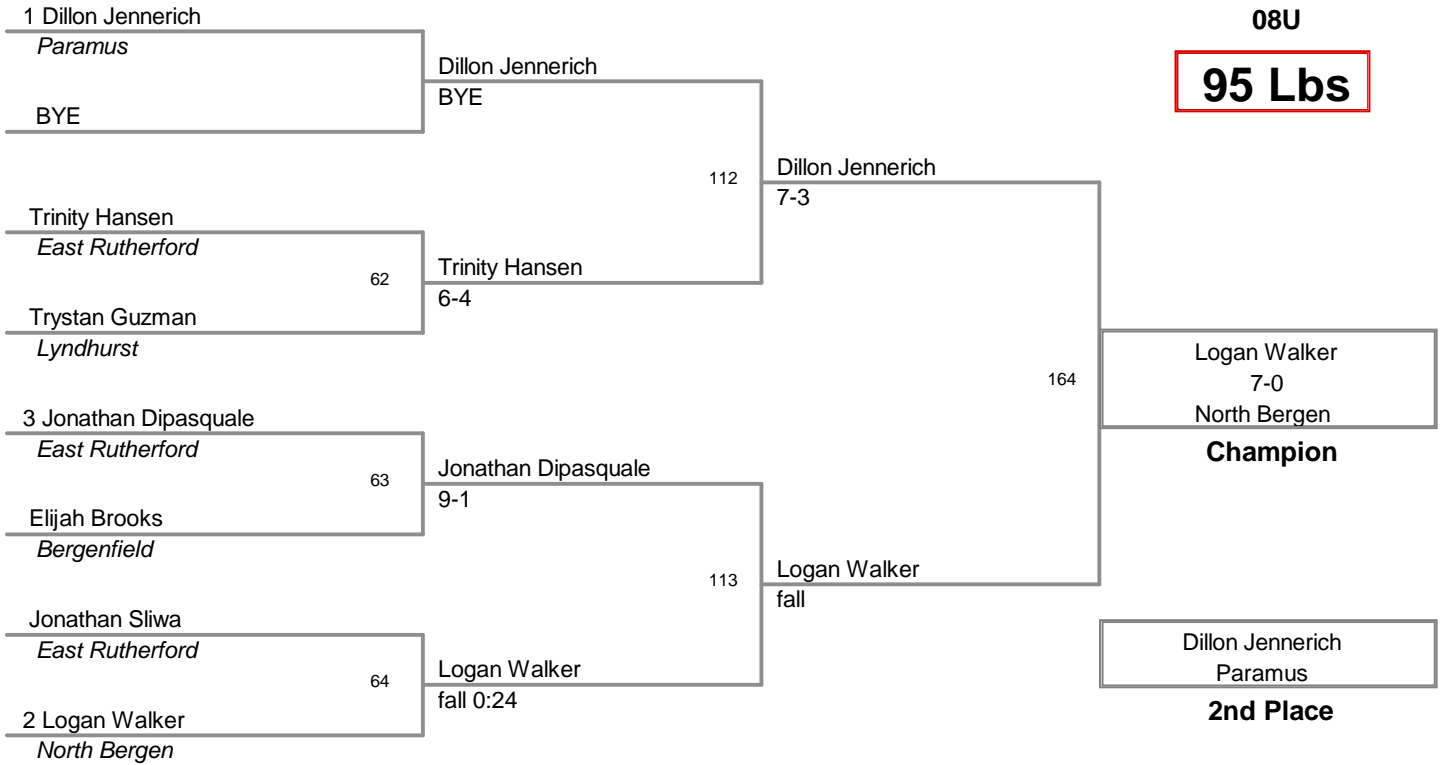 1 Dillon Jennerich
Paramus
BYE
Trinity Hansen
East Rutherford
62
Trystan Guzman
Lyndhurst
3 Jonathan Dipasquale
East Rutherford
63
Elijah Brooks
Bergenfield
Jonathan Sliwa
East Rutherford
64
2 Logan Walker
North Bergen
Dillon Jennerich
BYE
112
Trinity Hansen
6-4
Jonathan Dipasquale
9-1
113
Logan Walker
fall 0:24
Dillon Jennerich
7-3
164
Logan Walker
fall
08U
95 Lbs
Logan Walker
7-0
North Bergen
Champion
Dillon Jennerich
Paramus
2nd Place